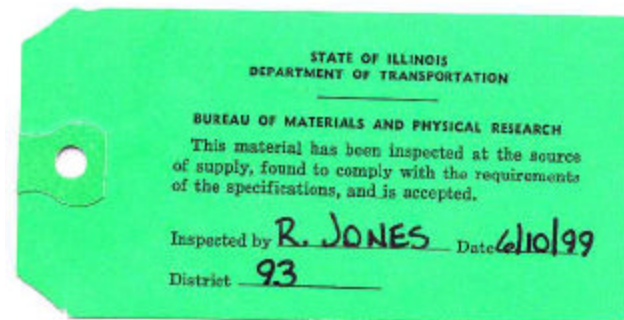 STATE OF ILLINOIS
DEPARTMENT OF TRANSPORTATION
BUREAU OF MATERIALS AND PHYSICAL RESEARCH
This material has been inspected at the source
of supply, found to comply with the requirements
of the specifications, and is accepted.
Inspected by R. JONES Date 6/10/99
District 93